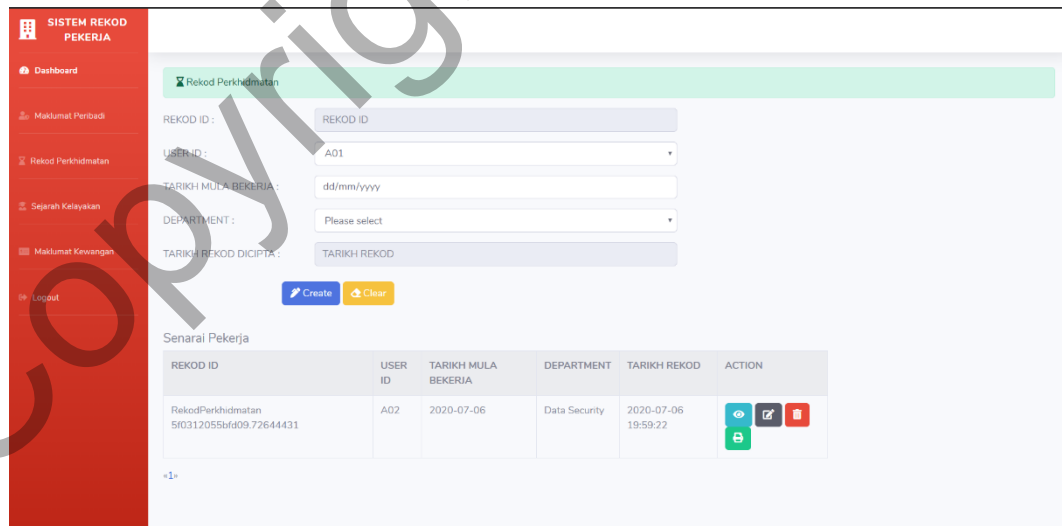 SISTEM REKOD
PEKERJA
Dashboard
Maklumat Peribadi
Rekod Perkhidmatan
Sejarah Kelayakan
Maklumat Kewangan
Logout
Rekod Perkhidmatan
REKOD ID : REKOD ID
USER ID : A01
TARIKH MULA BEKERJA : dd/mm/yyyy
DEPARTMENT : Please select
TARIKH REKOD DICIPTA : TARIKH REKOD
Create Clear
Senarai Pekerja
REKOD ID USER ID TARIKH MULA BEKERJA DEPARTMENT TARIKH REKOD ACTION
RekodPerkhidmatan A02 2020-07-06 Data Security 2020-07-06
5f0312055bfd09.72644431 19:59:22
«1»
Copyrig